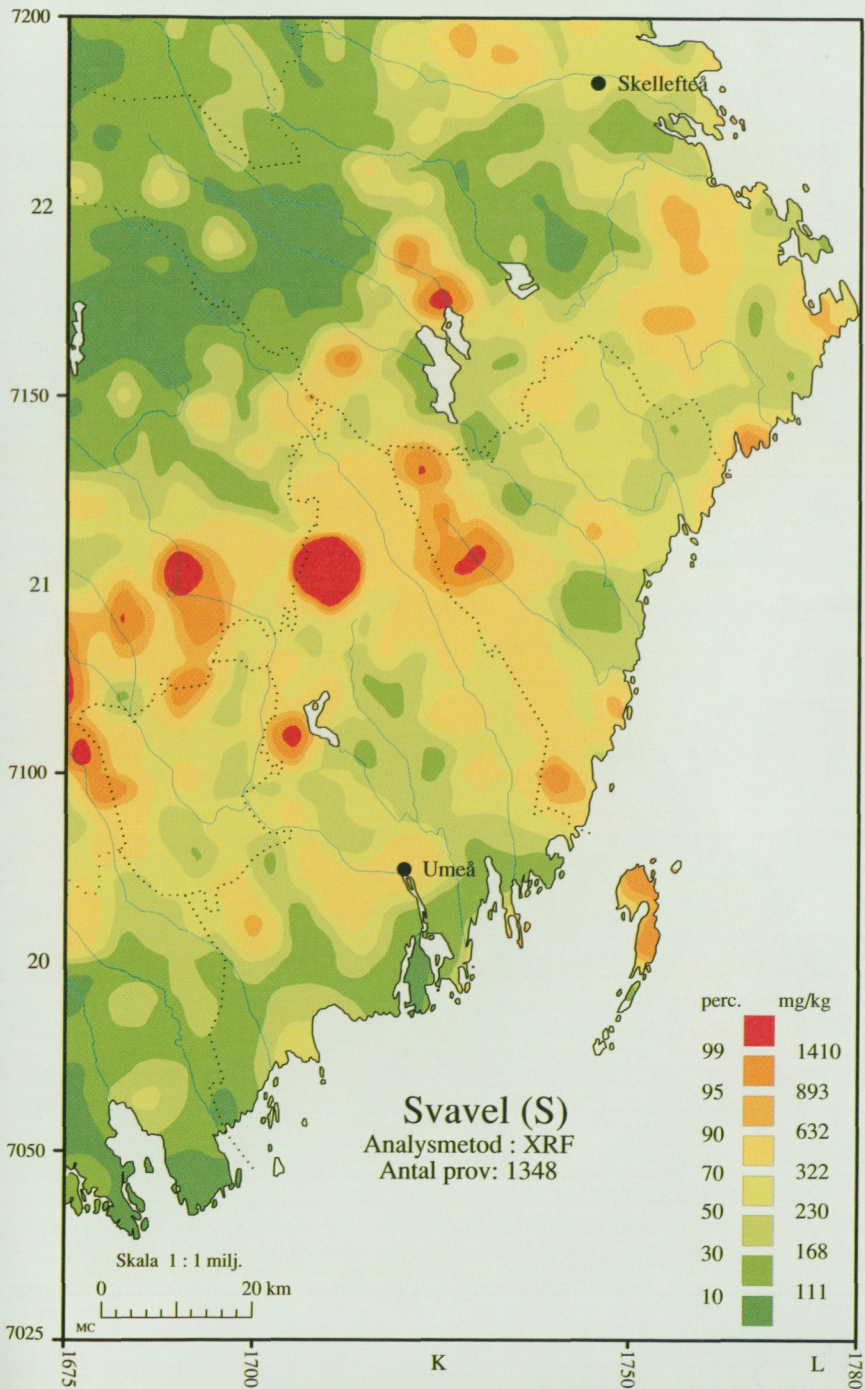 7200
Skellefteå
22
7150
21
7100
Umeå
20
perc. mg/kg
99 1410
95 893
90 632
70 322
50 230
30 168
10 111
Svavel (S)
Analysmetod : XRF
Antal prov: 1348
7050
Skala 1 : 1 milj.
0 20 km
MC
7025
1675 1700 K 1750 L 1780